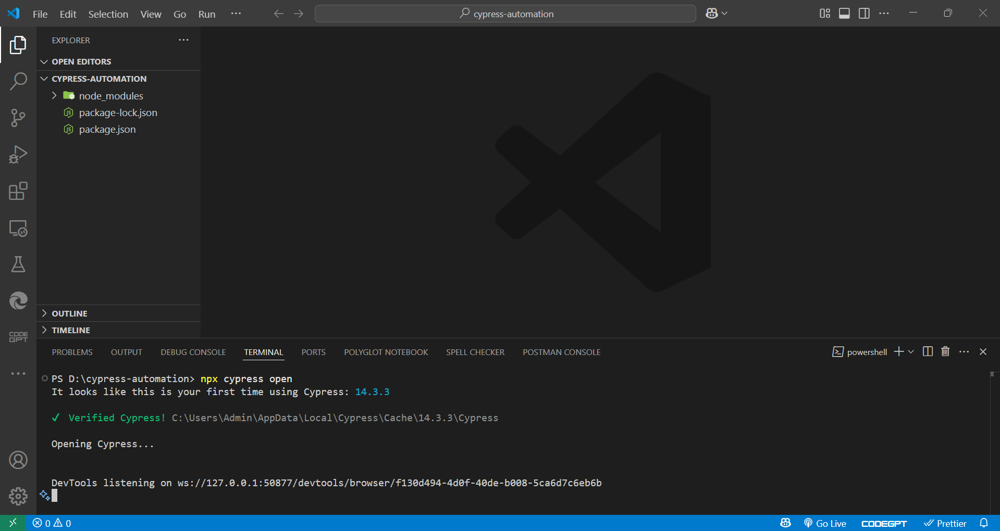 File Edit Selection View Go Run ···
cypress-automation
EXPLORER
OPEN EDITORS
CYPRESS-AUTOMATION
node_modules
package-lock.json
package.json
OUTLINE
TIMELINE
CODE
GPT
PROBLEMS OUTPUT DEBUG CONSOLE TERMINAL PORTS POLYGLOT NOTEBOOK SPELL CHECKER POSTMAN CONSOLE
powershell
PS D:\cypress-automation> npx cypress open
It looks like this is your first time using Cypress: 14.3.3
✓ Verified Cypress! C:\Users\Admin\AppData\Local\Cypress\Cache\14.3.3\Cypress
Opening Cypress...
DevTools listening on ws://127.0.0.1:50877/devtools/browser/f130d494-4d0f-40de-b008-5ca6d7c6eb6b
0 0 Go Live CODEGPT Prettier